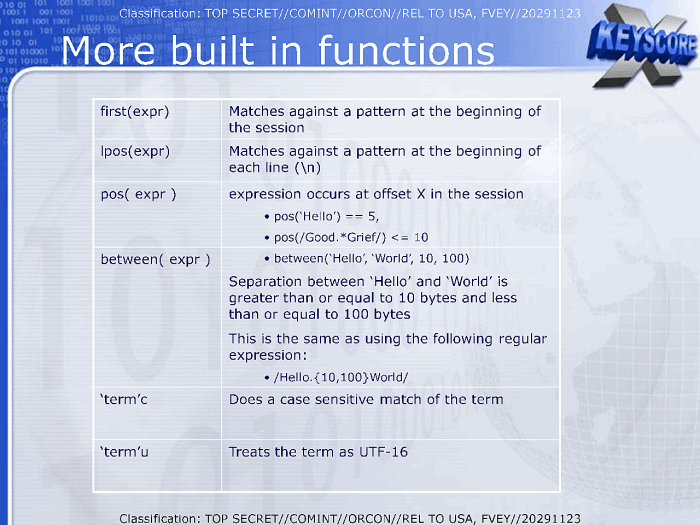 Classification: TOP SECRET//COMINT//ORCON//REL TO USA, FVEY//20291123
More built in functions
KEYSCORE
X
first(expr)
Matches against a pattern at the beginning of
the session
lpos(expr)
Matches against a pattern at the beginning of
each line (\n)
pos( expr )
expression occurs at offset X in the session
• pos(‘Hello’) == 5,
• pos(/Good.*Grief/) <= 10
between( expr )
• between(‘Hello’, ‘World’, 10, 100)
Separation between ‘Hello’ and ‘World’ is
greater than or equal to 10 bytes and less
than or equal to 100 bytes
This is the same as using the following regular
expression:
• /Hello.{10,100}World/
‘term’c
Does a case sensitive match of the term
‘term’u
Treats the term as UTF-16
Classification: TOP SECRET//COMINT//ORCON//REL TO USA, FVEY//20291123